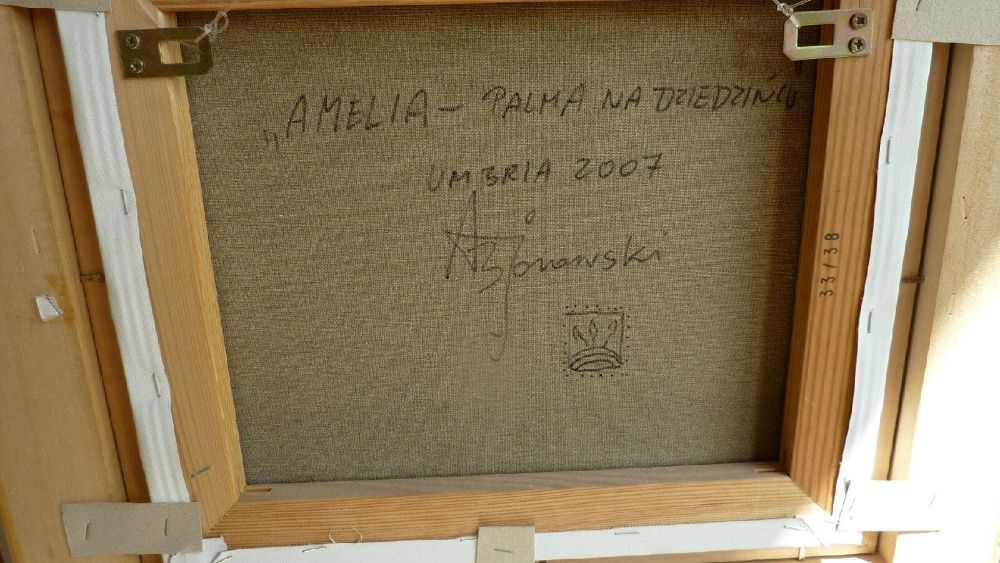 „AMELIA — PALMA NA DZIEDZIŃCU
UMBRIA 2007
33/38